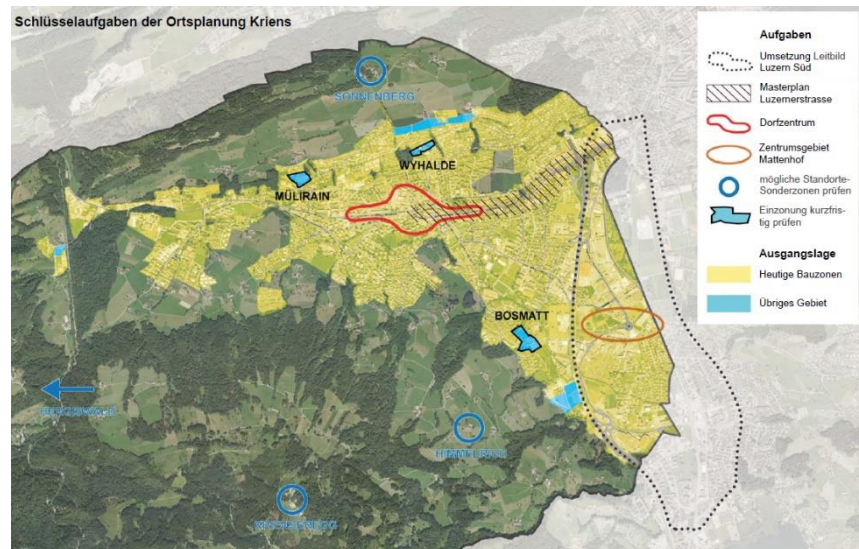 Schlüsselaufgaben der Ortsplanung Kriens
SONNENBERG
WYHALDE
MÜLIRAIN
BOSMATT
Aufgaben
Umsetzung Leitbild
Luzern Süd
Masterplan
Luzernerstrasse
Dorfzentrum
Zentrumsgebiet
Mattenhof
mögliche Standorte
Sonderzonen prüfen
Einzonung kurzfris-
tig prüfen
Ausgangslage
Heutige Bauzonen
Übriges Gebiet